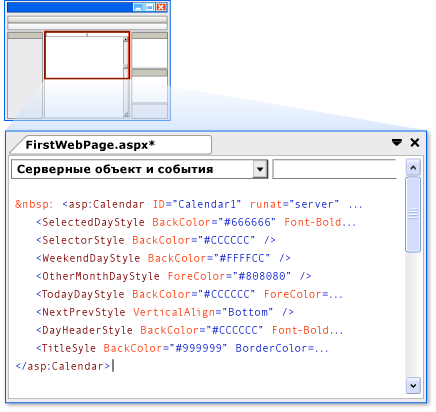 FirstWebPage.aspx*
Серверные объект и события
&nbsp: <asp:Calendar ID="Calendar1" runat="server" ...
<SelectedDayStyle BackColor="#666666" Font-Bold...
<SelectorStyle BackColor="#CCCCCC" />
<WeekendDayStyle BackColor="#FFFFCC" />
<OtherMonthDayStyle ForeColor="#808080" />
<TodayDayStyle BackColor="#CCCCCC" ForeColor=...
<NextPrevStyle VerticalAlign="Bottom" />
<DayHeaderStyle BackColor="#CCCCCC" Font-Bold...
<TitleSyle BackColor="#999999" BorderColor=...
</asp:Calendar>